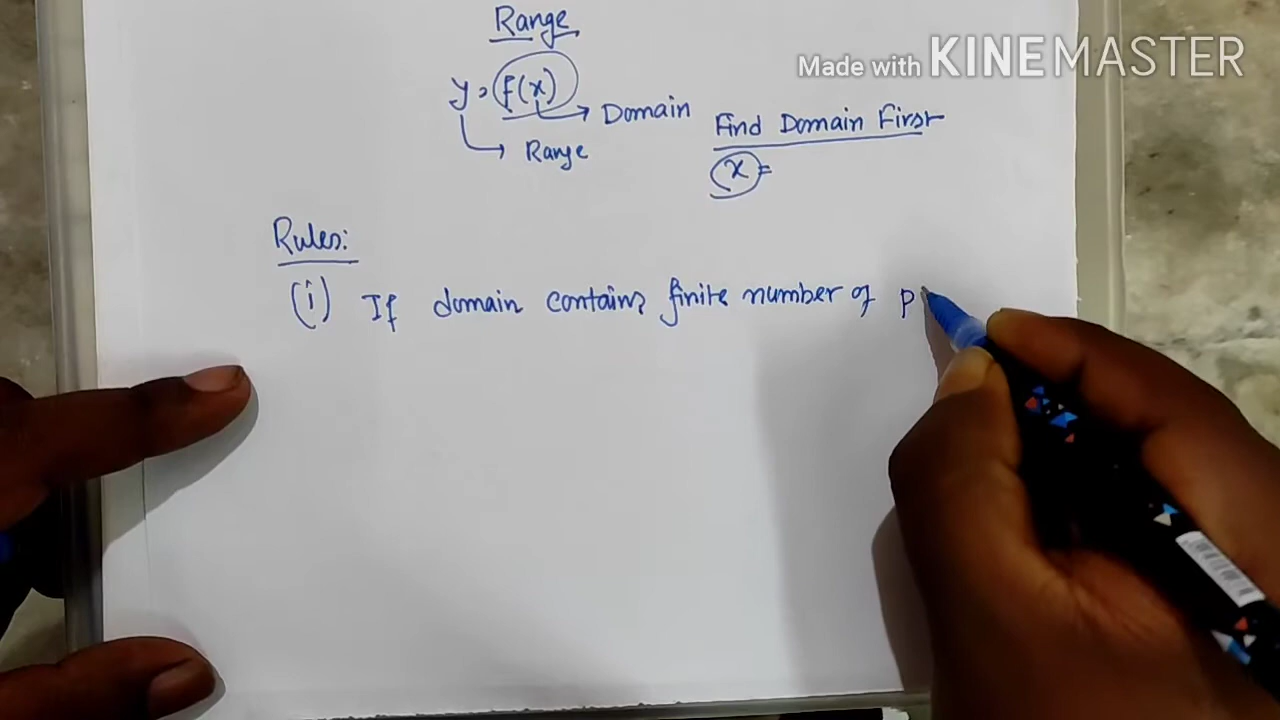 Range
Made with KINEMASTER
y = f(x)
Domain
Find Domain First
Range
x =
Rules:
(i) If domain contains finite number of P